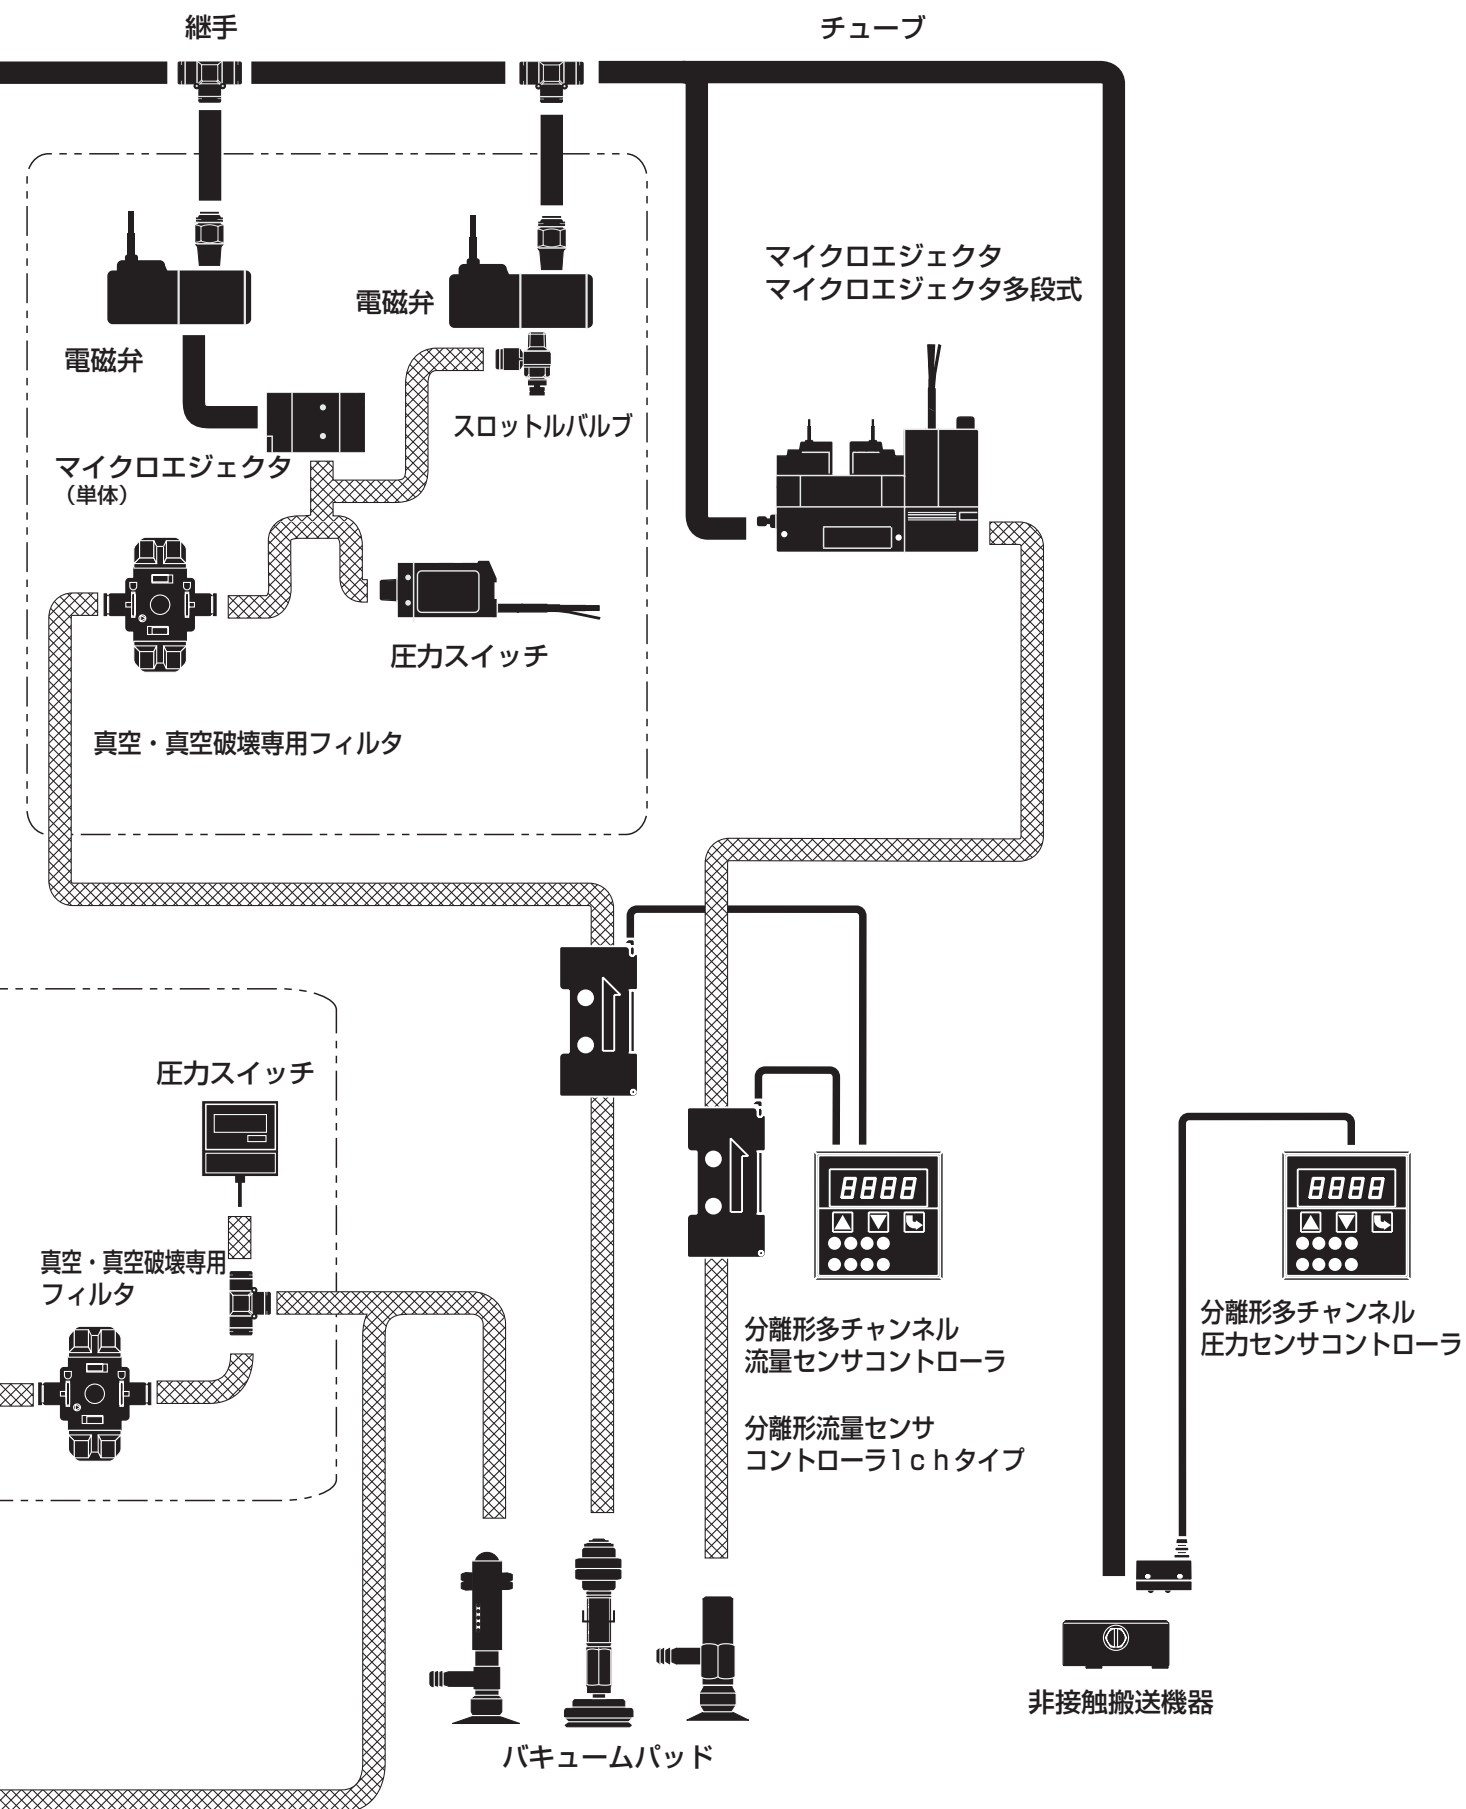 継手
チューブ
マイクロエジェクタ
マイクロエジェクタ多段式
電磁弁
電磁弁
スロットルバルブ
マイクロエジェクタ
（単体）
圧力スイッチ
真空・真空破壊専用フィルタ
圧力スイッチ
8888
8888
真空・真空破壊専用
フィルタ
分離形多チャンネル
圧力センサコントローラ
分離形多チャンネル
流量センサコントローラ
分離形流量センサ
コントローラ1ｃｈタイプ
非接触搬送機器
バキュームパッド